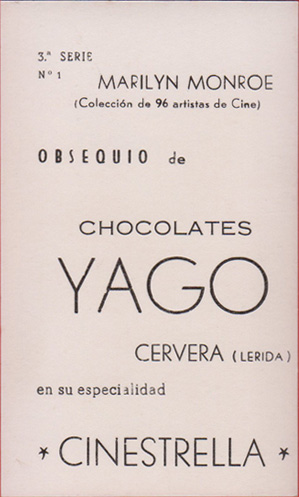 3.ª SERIE
Nº 1 MARILYN MONROE
(Colección de 96 artistas de Cine)
OBSEQUIO de
CHOCOLATES
YAGO
CERVERA (LERIDA)
en su especialidad
* CINESTRELLA *